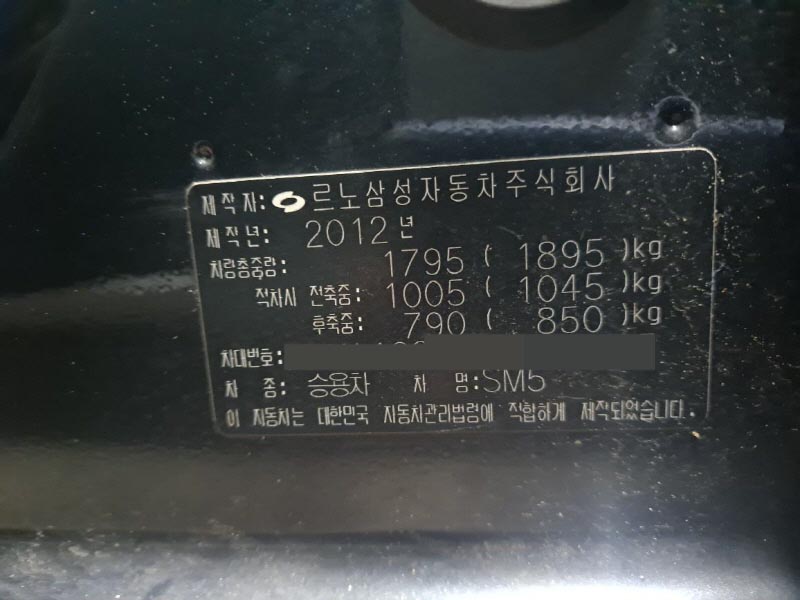 제작자: 르노삼성자동차주식회사
제작년: 2012년
차량총중량: 1795 ( 1895 )kg
적차시 전축중: 1005 ( 1045 )kg
후축중: 790 ( 850 )kg
차대번호:
차 종: 승용차 차 명:SM5
이 자동차는 대한민국 자동차관리법령에 적합하게 제작되었습니다.